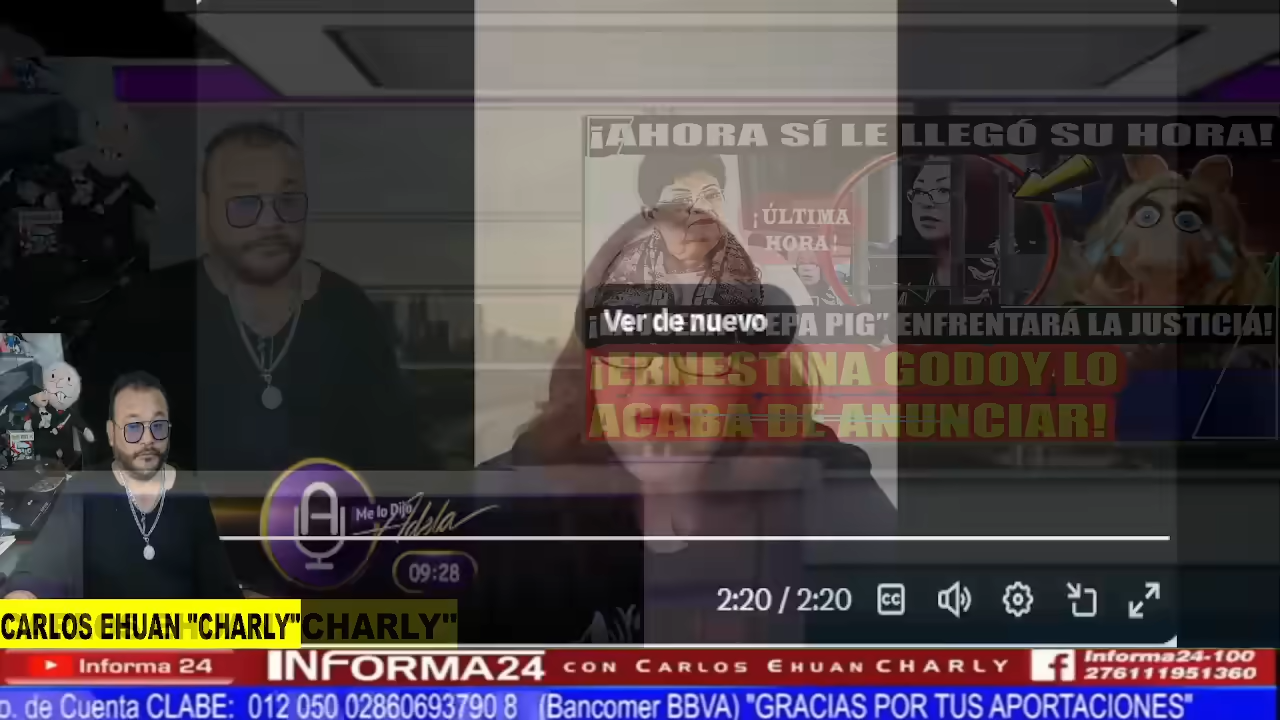 ¡AHORA SÍ LE LLEGÓ SU HORA!
¡ÚLTIMA
HORA!
Ver de nuevo
PEPA PIG” ENFRENTARÁ LA JUSTICIA!
¡ERNESTINA GODOY LO
ACABA DE ANUNCIAR!
Me lo Dijo
Adela
09:28
2:20 / 2:20
CC
CARLOS EHUAN "CHARLY"
CHARLY"
Informa 24
INFORMA24 CON CARLOS EHUAN CHARLY
Informa24-100
276111951360
o. de Cuenta CLABE: 012 050 02860693790 8 (Bancomer BBVA) "GRACIAS POR TUS APORTACIONES"